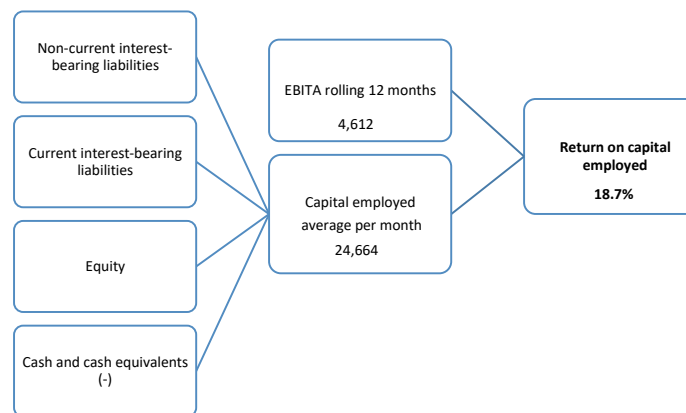 Non-current interest-
bearing liabilities
Current interest-bearing
liabilities
Equity
Cash and cash equivalents
(-)
EBITA rolling 12 months
4,612
Capital employed
average per month
24,664
Return on capital
employed
18.7%